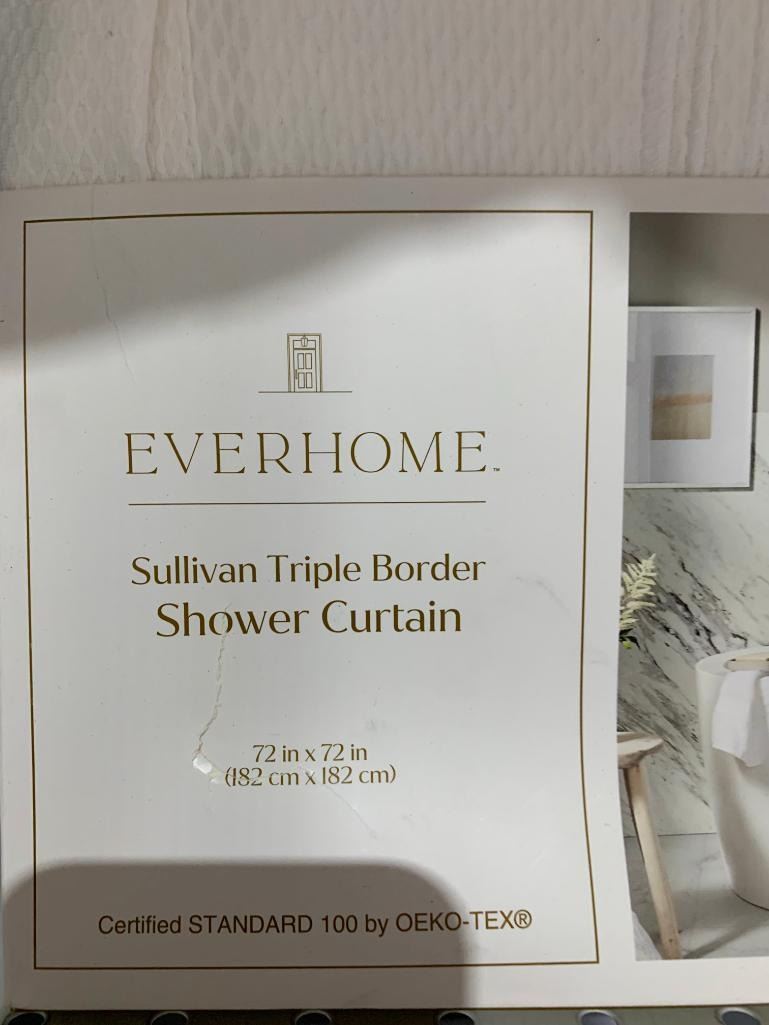 EVERHOME™
Sullivan Triple Border
Shower Curtain
72 in x 72 in
(182 cm x 182 cm)
Certified STANDARD 100 by OEKO-TEX®